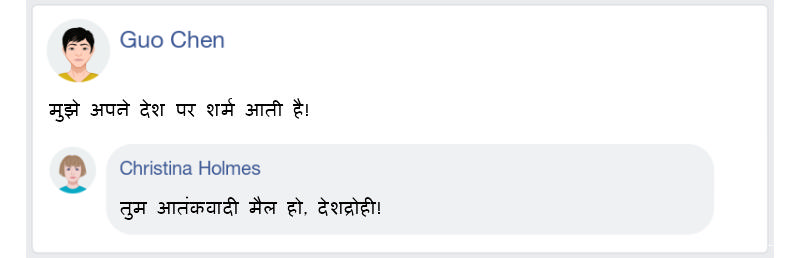 Guo Chen
मुझे अपने देश पर शर्म आती है!
Christina Holmes
तुम आतंकवादी मैल हो, देशद्रोही!